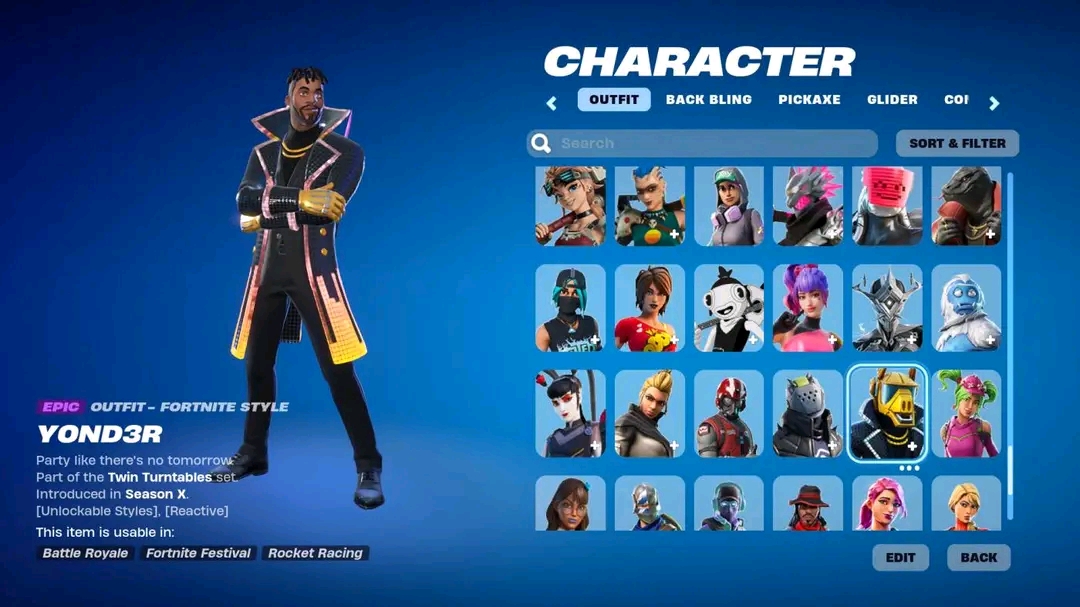 CHARACTER
OUTFIT BACK BLING PICKAXE GLIDER
Search SORT & FILTER
EPIC OUTFIT – FORTNITE STYLE
YOND3R
Party like there's no tomorrow.
Part of the Twin Turntables set.
Introduced in Season X.
[Unlockable Styles], [Reactive]
This item is usable in:
Battle Royale Fortnite Festival Rocket Racing
EDIT BACK